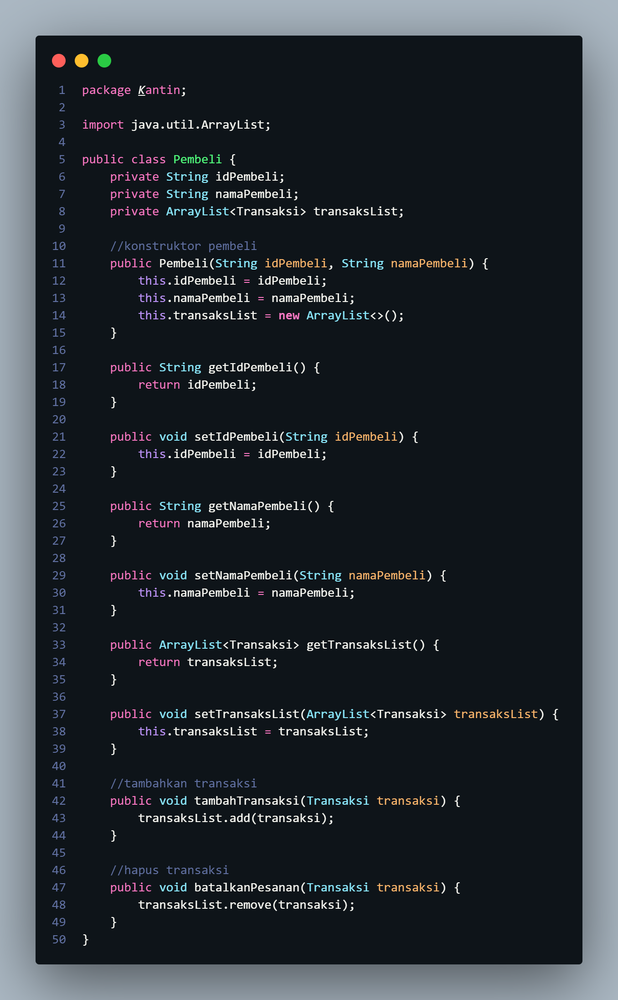 1 package Kantin;
2
3 import java.util.ArrayList;
4
5 public class Pembeli {
6     private String idPembeli;
7     private String namaPembeli;
8     private ArrayList<Transaksi> transaksList;
9
10     //konstruktor pembeli
11     public Pembeli(String idPembeli, String namaPembeli) {
12         this.idPembeli = idPembeli;
13         this.namaPembeli = namaPembeli;
14         this.transaksList = new ArrayList<>();
15     }
16
17     public String getIdPembeli() {
18         return idPembeli;
19     }
20
21     public void setIdPembeli(String idPembeli) {
22         this.idPembeli = idPembeli;
23     }
24
25     public String getNamaPembeli() {
26         return namaPembeli;
27     }
28
29     public void setNamaPembeli(String namaPembeli) {
30         this.namaPembeli = namaPembeli;
31     }
32
33     public ArrayList<Transaksi> getTransaksList() {
34         return transaksList;
35     }
36
37     public void setTransaksList(ArrayList<Transaksi> transaksList) {
38         this.transaksList = transaksList;
39     }
40
41     //tambahkan transaksi
42     public void tambahTransaksi(Transaksi transaksi) {
43         transaksList.add(transaksi);
44     }
45
46     //hapus transaksi
47     public void batalkanPesanan(Transaksi transaksi) {
48         transaksList.remove(transaksi);
49     }
50 }